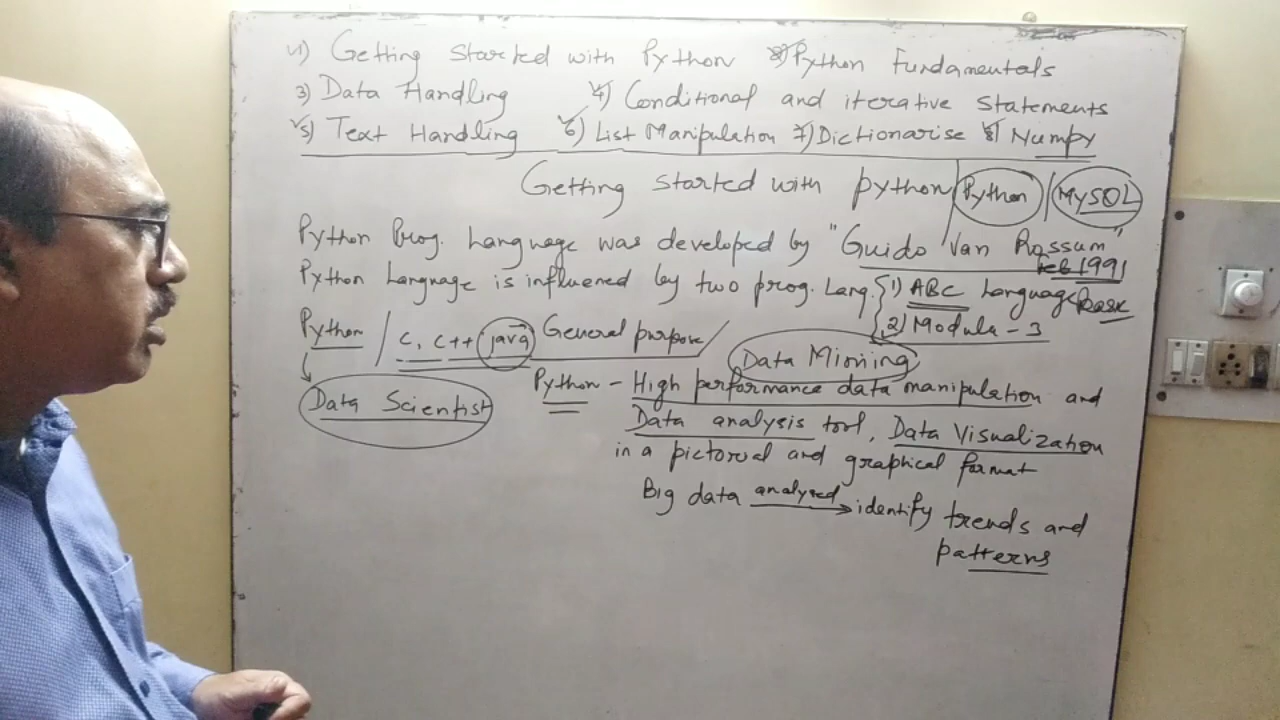 1) Getting started with Python 2) Python Fundamentals
3) Data Handling 4) Conditional and iterative statements
5) Text Handling 6) List Manipulation 7) Dictionarise 8) Numpy
Getting started with python Python / MySQL
Python Prog. Language was developed by "Guido Van Rossum"
Feb 1991
Python Language is influened by two prog. Lang. { 1) ABC Language
2) Modula - 3
Python / C, C++ java General purpose /
Data Mining
Data Scientist
Python - High performance data manipulation and
Data analysis tool, Data Visualization
in a pictorial and graphical format
Big data analysed → identify trends and
patterns